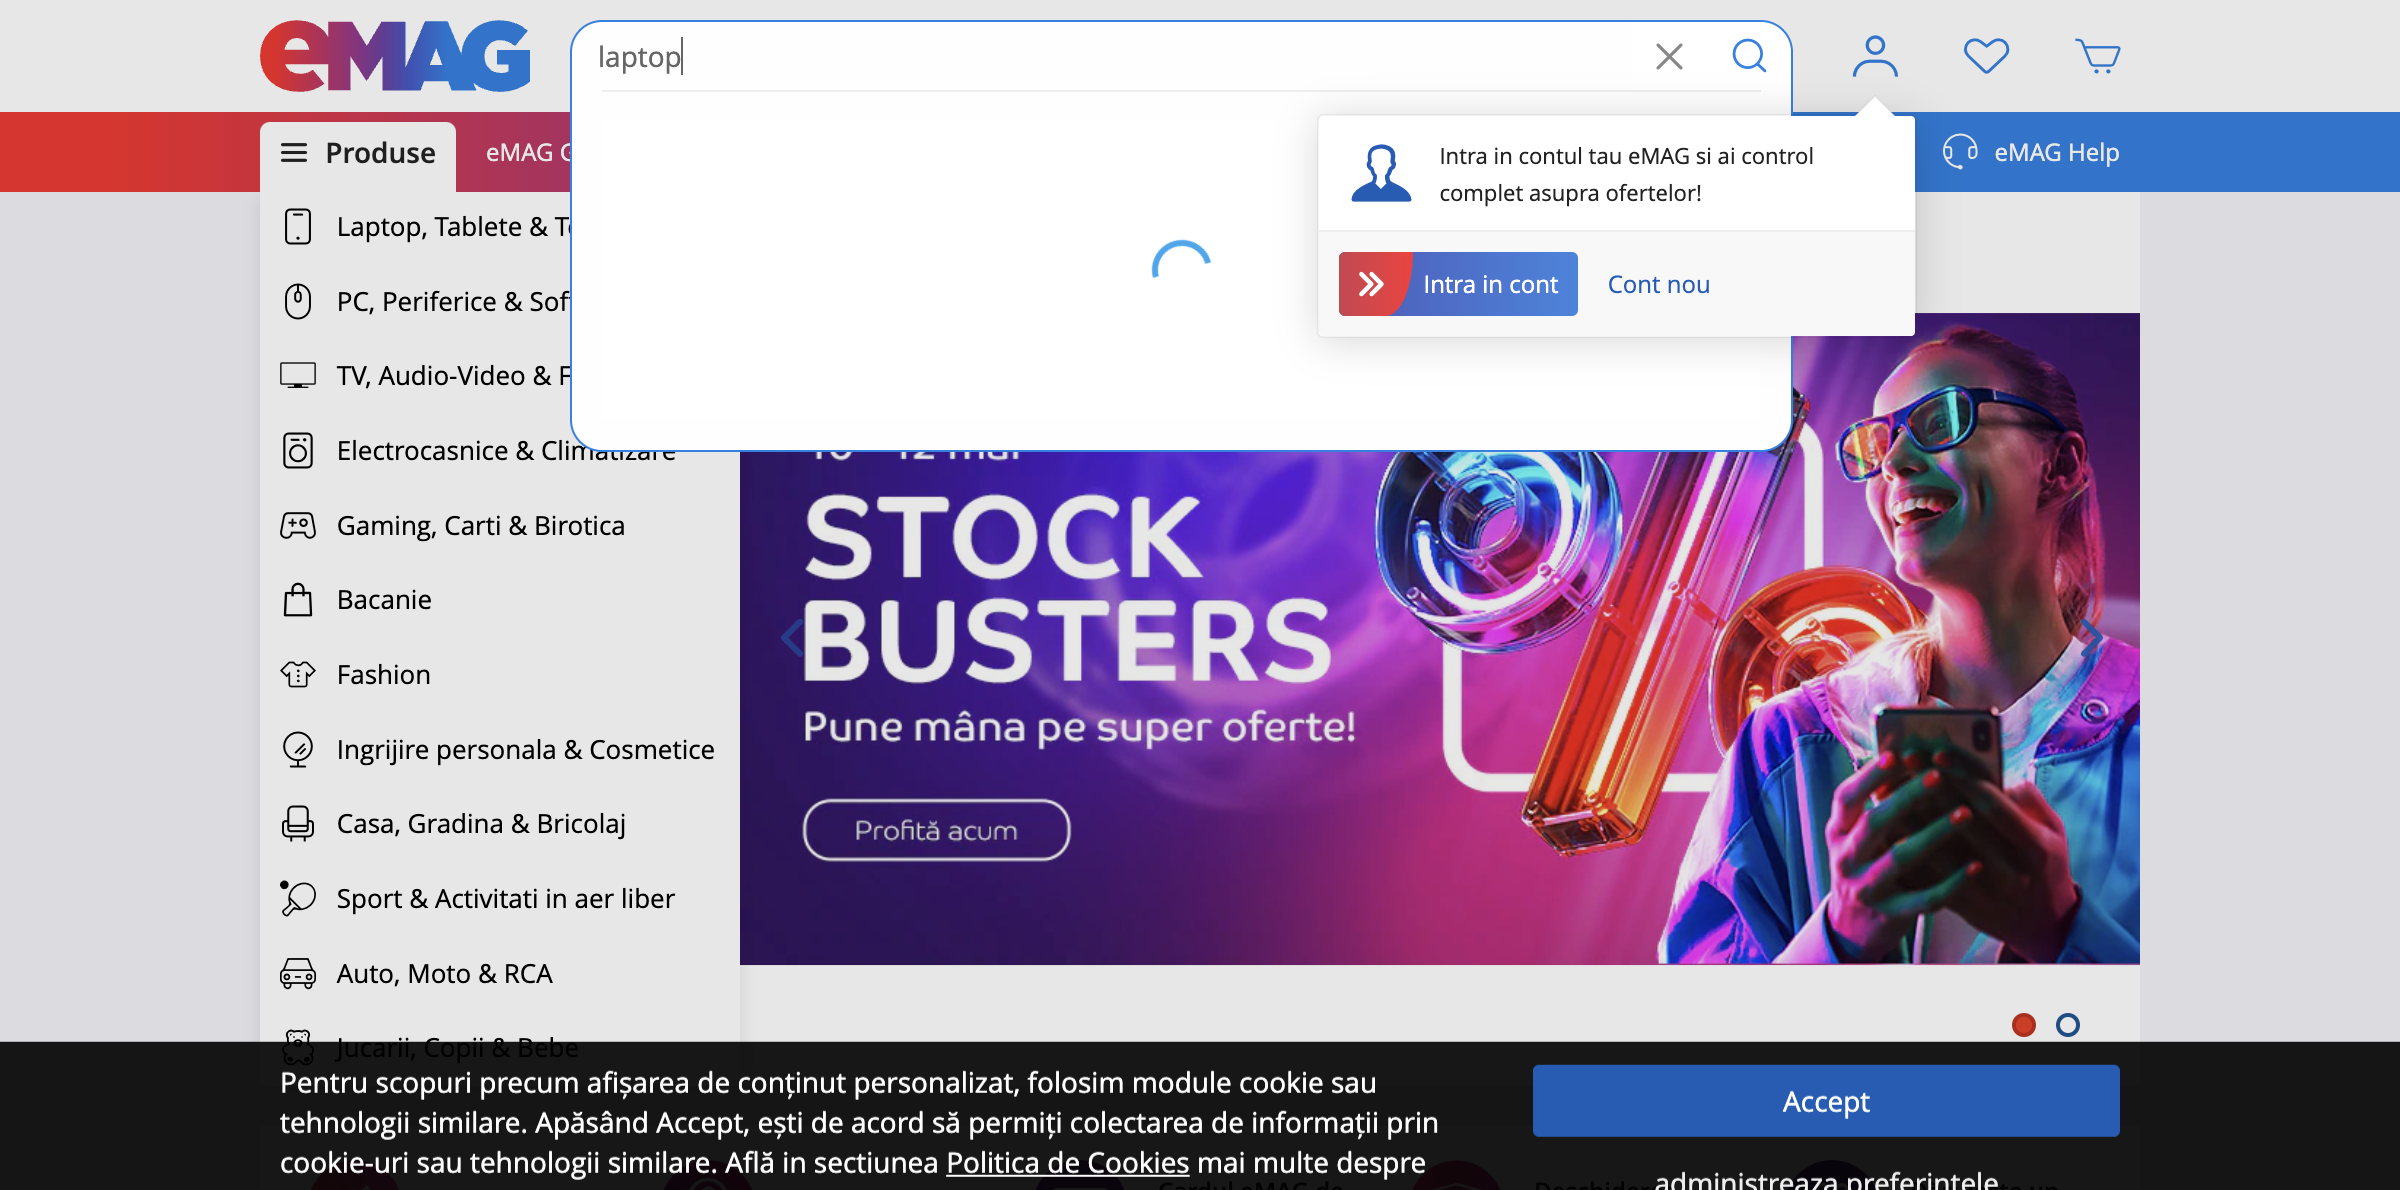 eMAG
laptop
Produse
eMAG G
eMAG Help
Intra in contul tau eMAG si ai control
complet asupra ofertelor!
Intra in cont
Cont nou
Laptop, Tablete & T
PC, Periferice & Sof
TV, Audio-Video & F
Electrocasnice & Climatizare
Gaming, Carti & Birotica
Bacanie
Fashion
Ingrijire personala & Cosmetice
Casa, Gradina & Bricolaj
Sport & Activitati in aer liber
Auto, Moto & RCA
Jucarii, Copii & Bebe
STOCK
BUSTERS
Pune mâna pe super oferte!
Profită acum
Pentru scopuri precum afișarea de conținut personalizat, folosim module cookie sau
tehnologii similare. Apăsând Accept, ești de acord să permiți colectarea de informații prin
cookie-uri sau tehnologii similare. Află in sectiunea Politica de Cookies mai multe despre
Accept
administreaza preferintele